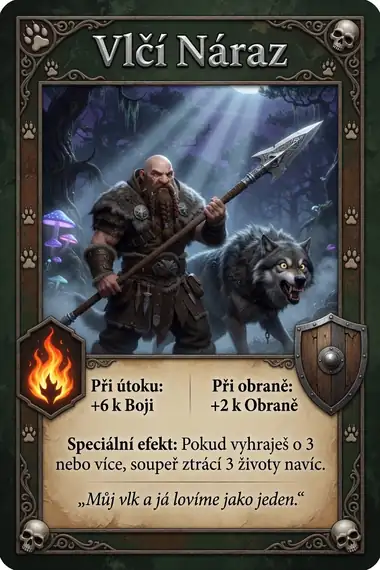 Vlčí Náraz
Při útoku:
+6 k Boji
Při obraně:
+2 k Obraně
Speciální efekt: Pokud vyhraješ o 3
nebo více, soupeř ztrácí 3 životy navíc.
„Můj vlk a já lovíme jako jeden.“